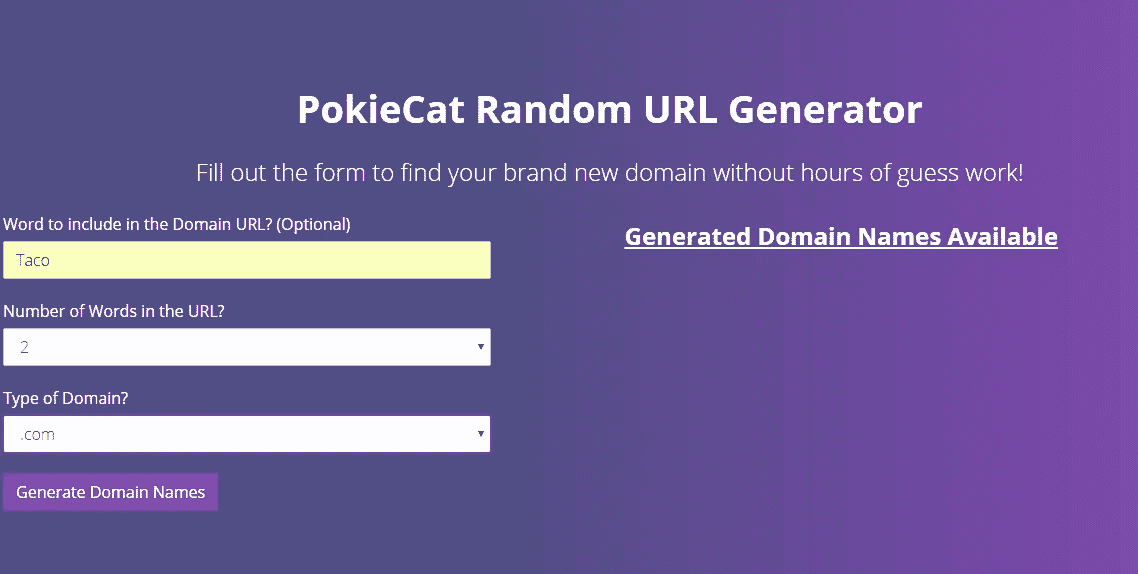 PokieCat Random URL Generator
Fill out the form to find your brand new domain without hours of guess work!
Word to include in the Domain URL? (Optional)
Taco
Number of Words in the URL?
2
Type of Domain?
.com
Generate Domain Names
Generated Domain Names Available